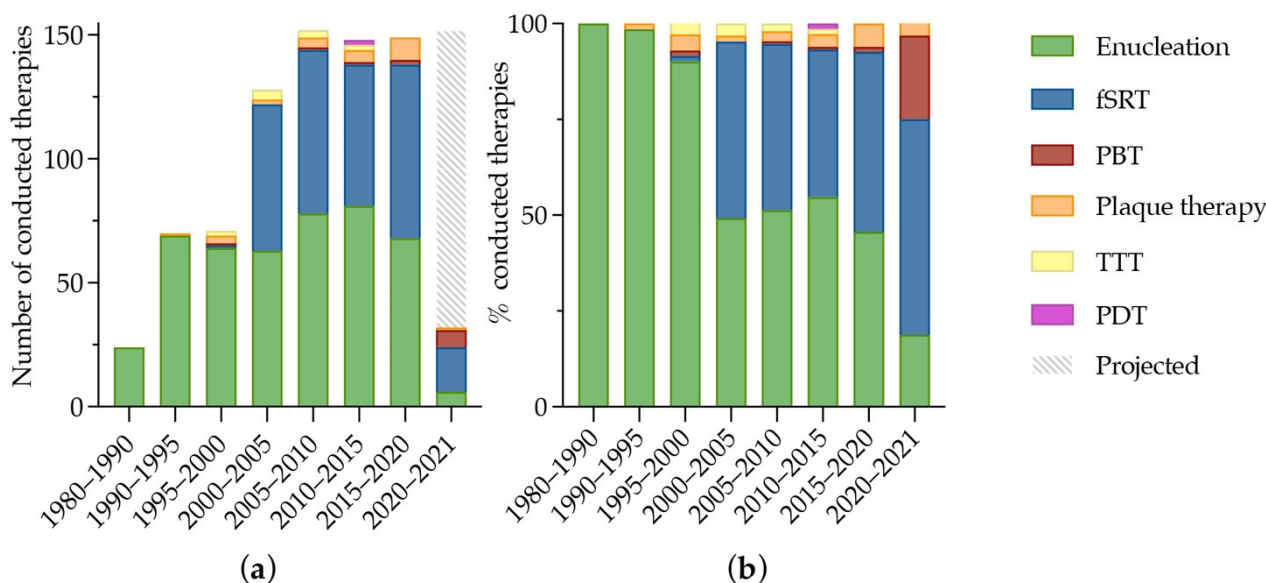 Number of conducted therapies
150
100
50
0
1980–1990
1990–1995
1995–2000
2000–2005
2005–2010
2010–2015
2015–2020
2020–2021
(a)
% conducted therapies
100
50
0
1980–1990
1990–1995
1995–2000
2000–2005
2005–2010
2010–2015
2015–2020
2020–2021
(b)
Enucleation
fSRT
PBT
Plaque therapy
TTT
PDT
Projected